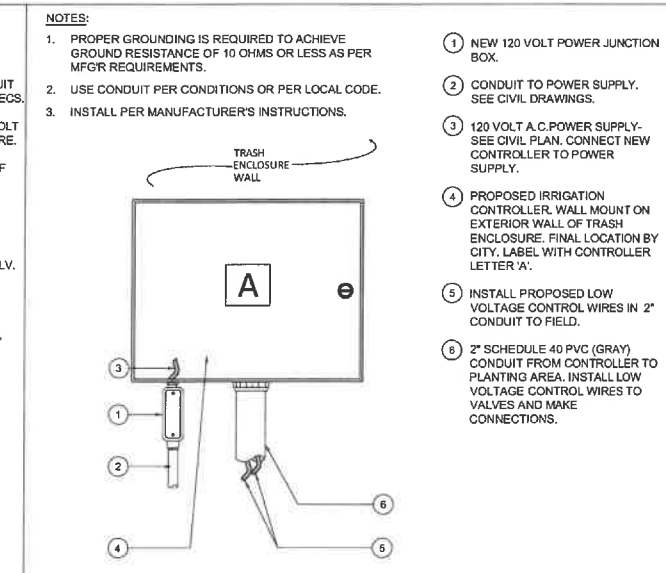 UIT
ECS.
OLT
RE.
F
LV.
NOTES:
1. PROPER GROUNDING IS REQUIRED TO ACHIEVE
GROUND RESISTANCE OF 10 OHMS OR LESS AS PER
MFG'R REQUIREMENTS.
2. USE CONDUIT PER CONDITIONS OR PER LOCAL CODE.
3. INSTALL PER MANUFACTURER'S INSTRUCTIONS.
TRASH
ENCLOSURE
WALL
A
3
1
2
4
6
5
1 NEW 120 VOLT POWER JUNCTION
BOX.
2 CONDUIT TO POWER SUPPLY.
SEE CIVIL DRAWINGS.
3 120 VOLT A.C.POWER SUPPLY-
SEE CIVIL PLAN. CONNECT NEW
CONTROLLER TO POWER
SUPPLY.
4 PROPOSED IRRIGATION
CONTROLLER. WALL MOUNT ON
EXTERIOR WALL OF TRASH
ENCLOSURE. FINAL LOCATION BY
CITY. LABEL WITH CONTROLLER
LETTER 'A'.
5 INSTALL PROPOSED LOW
VOLTAGE CONTROL WIRES IN 2"
CONDUIT TO FIELD.
6 2" SCHEDULE 40 PVC (GRAY)
CONDUIT FROM CONTROLLER TO
PLANTING AREA. INSTALL LOW
VOLTAGE CONTROL WIRES TO
VALVES AND MAKE
CONNECTIONS.